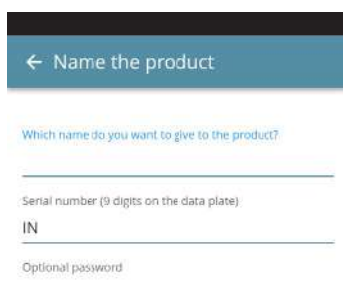 ← Name the product
Which name do you want to give to the product?
Serial number (9 digits on the data plate)
IN
Optional password